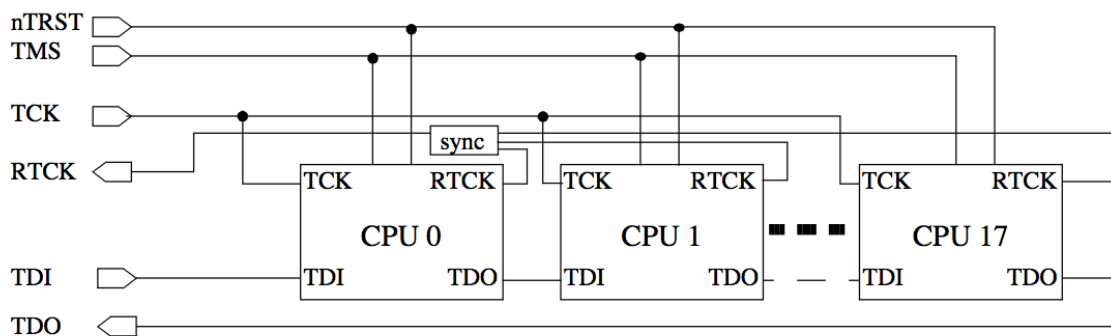 nTRST
TMS
TCK
RTCK
sync
TCK RTCK
TCK RTCK
TCK RTCK
CPU 0
CPU 1
CPU 17
TDI
TDI TDO
TDI TDO
TDI TDO
TDO